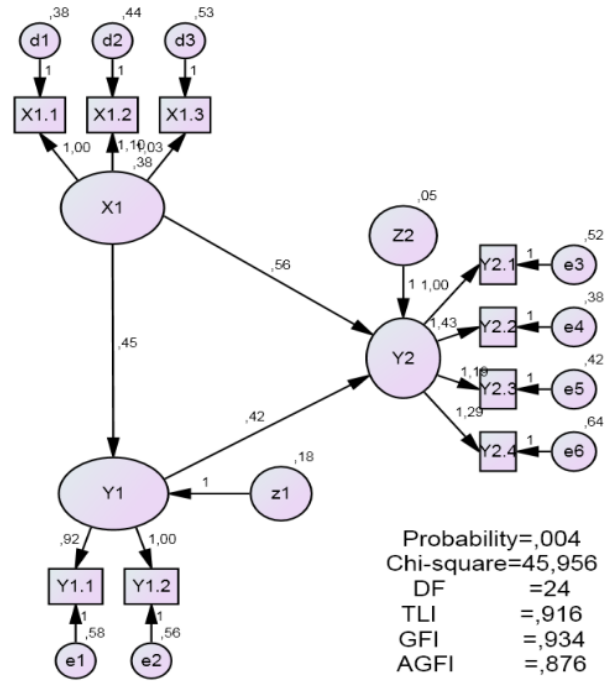 ,38 ,44 ,53
d1 d2 d3
1 1 1
X1.1 X1.2 X1.3
1,00 1,10 1,03
,38
X1
,05
Z2
,56
,52
1 1,00 Y2.1 1 e3
,38
1,43 Y2.2 1 e4
,45
Y2
,42
1,19 Y2.3 1 e5
,42
,64
1,29 Y2.4 1 e6
,18
Y1 1 z1
,92 1,00
Y1.1 Y1.2
1 1
,58 ,56
e1 e2
Probability=,004
Chi-square=45,956
DF =24
TLI =,916
GFI =,934
AGFI =,876